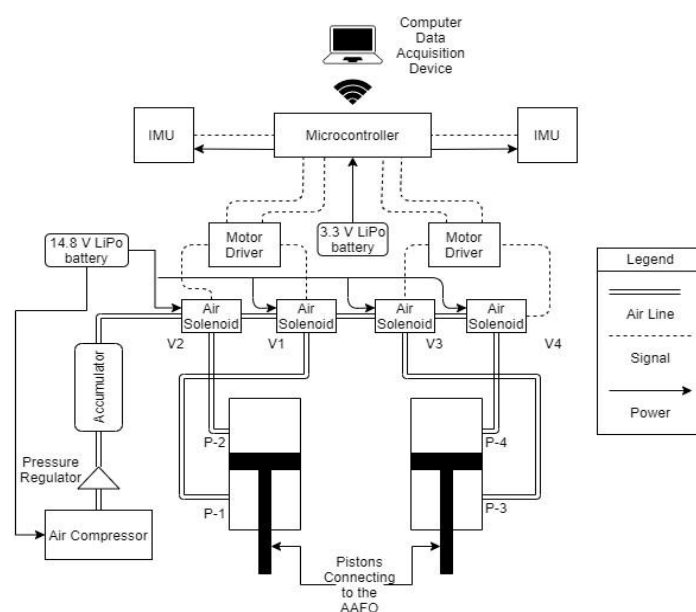 Computer
Data
Acquisition
Device
IMU
Microcontroller
IMU
14.8 V LiPo
battery
Motor
Driver
3.3 V LiPo
battery
Motor
Driver
Legend
Air Line
Signal
Power
Air
Solenoid
Air
Solenoid
Air
Solenoid
Air
Solenoid
V2
V1
V3
V4
Accumulator
Pressure
Regulator
Air Compressor
P-2
P-1
P-4
P-3
Pistons
Connecting
to the
AAFO